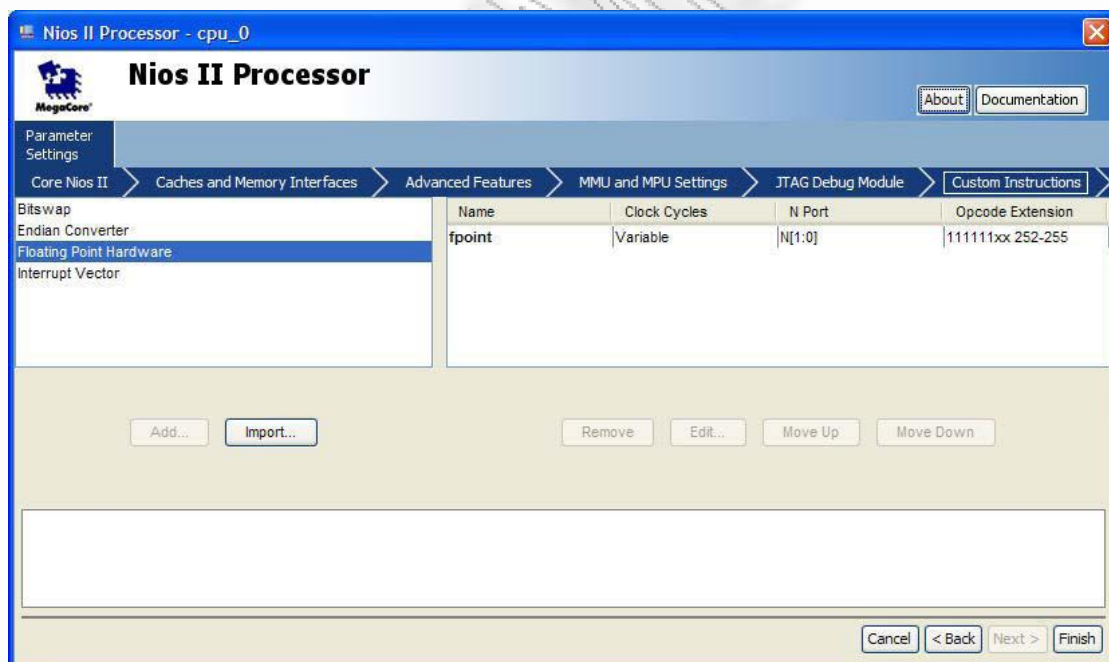 Nios II Processor - cpu_0
MegaCore®
Nios II Processor
About Documentation
Parameter
Settings
Core Nios II Caches and Memory Interfaces Advanced Features MMU and MPU Settings JTAG Debug Module Custom Instructions
Bitswap
Endian Converter
Floating Point Hardware
Interrupt Vector
Name Clock Cycles N Port Opcode Extension
fpoint Variable N[1:0] 111111xx 252-255
Add... Import... Remove Edit... Move Up Move Down
Cancel < Back Next > Finish